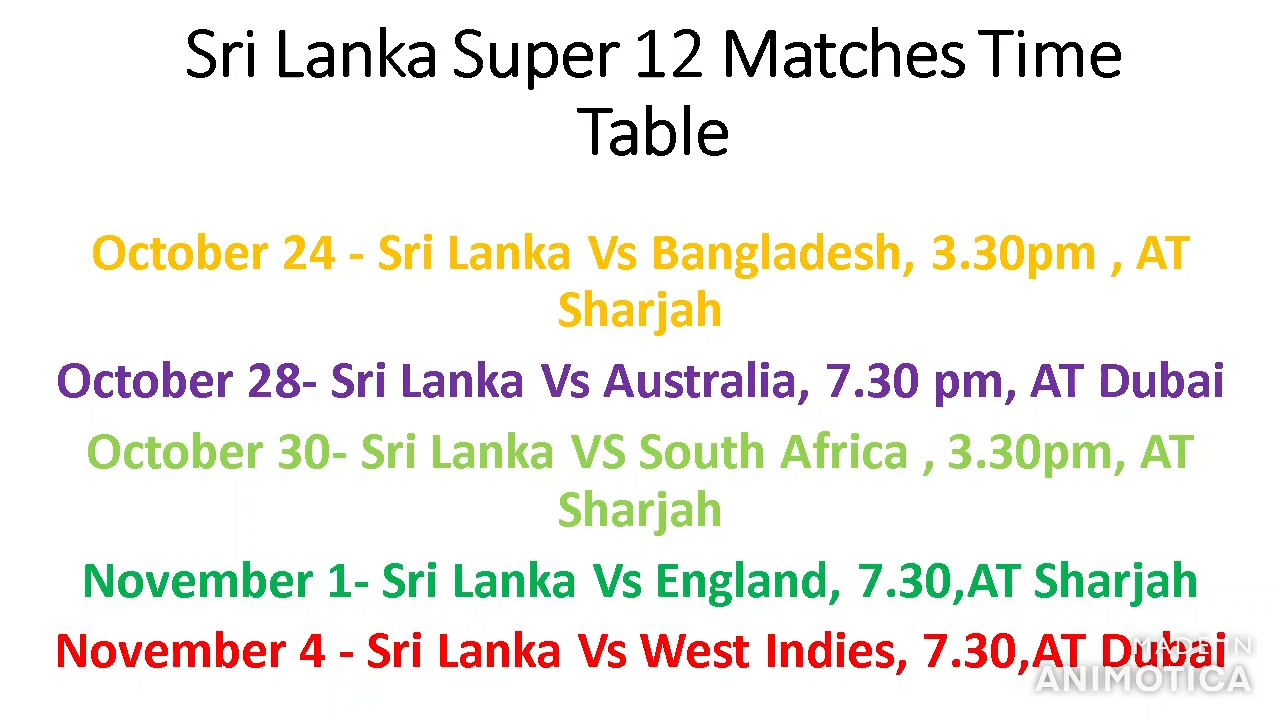 Sri Lanka Super 12 Matches Time
Table
October 24 - Sri Lanka Vs Bangladesh, 3.30pm , AT
Sharjah
October 28- Sri Lanka Vs Australia, 7.30 pm, AT Dubai
October 30- Sri Lanka VS South Africa , 3.30pm, AT
Sharjah
November 1- Sri Lanka Vs England, 7.30,AT Sharjah
November 4 - Sri Lanka Vs West Indies, 7.30,AT Dubai
MADE IN
ANIMOTICA